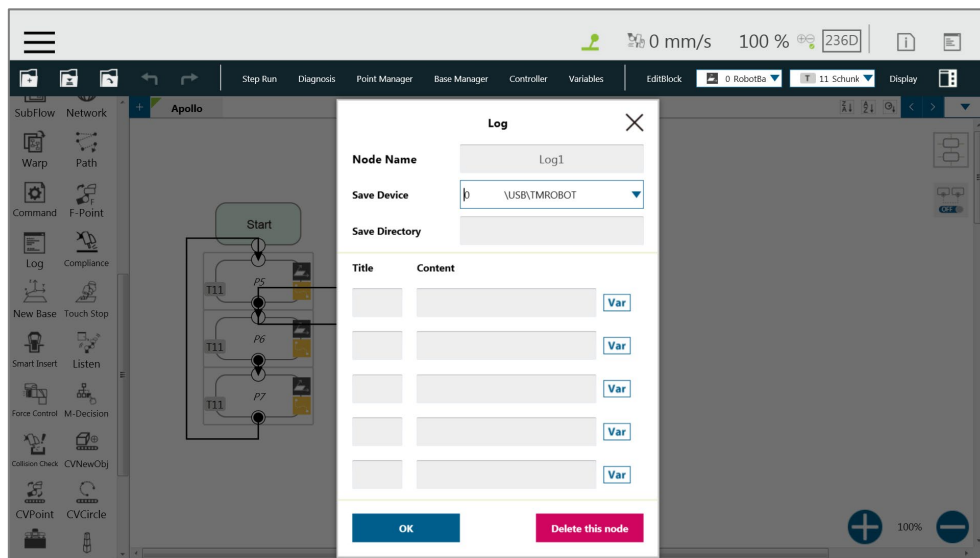 0 mm/s 100 % 236D
Step Run Diagnosis Point Manager Base Manager Controller Variables EditBlock 0 RobotBa T 11 Schunk Display
SubFlow Network
+ Apollo
Warp Path
Command F-Point
Log Compliance
New Base Touch Stop
Smart Insert Listen
Force Control M-Decision
Collision Check CVNewObj
CVPoint CVCircle
Start
T11 P5
T11 P6
T11 P7
Log
Node Name Log1
Save Device 0 \USB\TMROBOT
Save Directory
Title Content
Var
Var
Var
Var
Var
OK Delete this node
OFF
100%